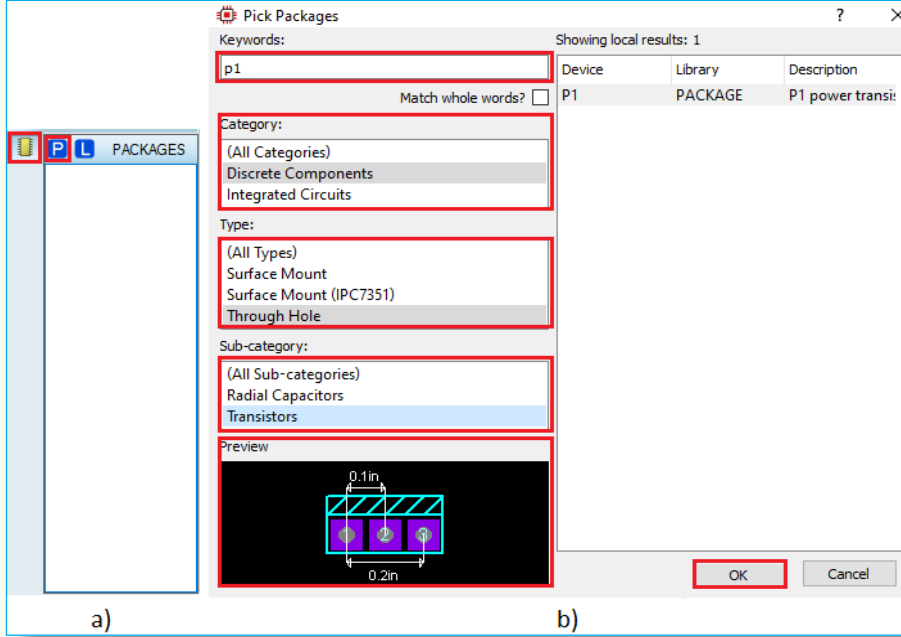 P L PACKAGES
a)
Pick Packages ?
Keywords:
p1
Match whole words?
Category:
(All Categories)
Discrete Components
Integrated Circuits
Type:
(All Types)
Surface Mount
Surface Mount (IPC7351)
Through Hole
Sub-category:
(All Sub-categories)
Radial Capacitors
Transistors
Preview
0.1in
1 2 3
0.2in
Showing local results: 1
Device Library Description
P1 PACKAGE P1 power transis
OK Cancel
b)